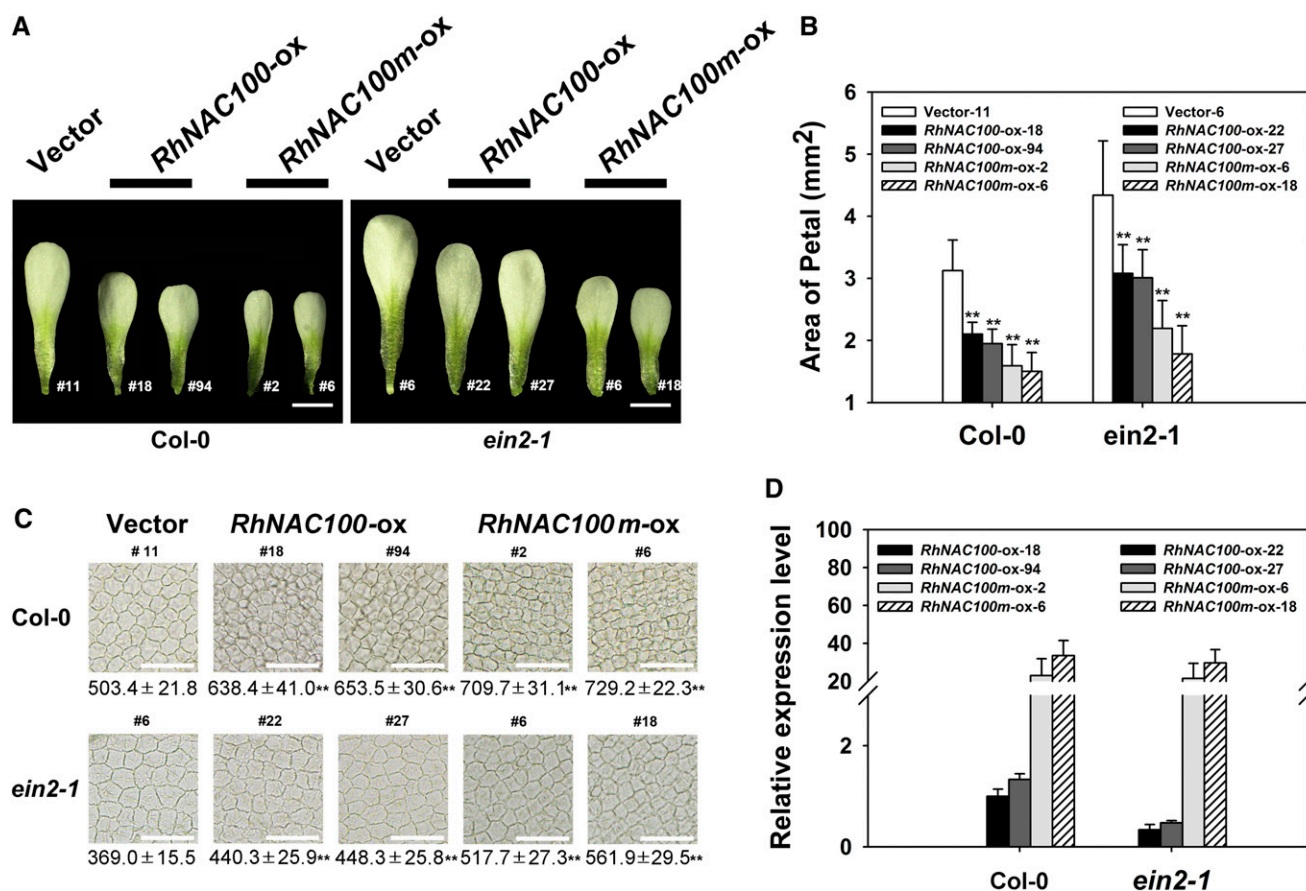 A
Vector
RhNAC100-ox
RhNAC100m-ox
Vector
RhNAC100-ox
RhNAC100m-ox
#11
#18
#94
#2
#6
#6
#22
#27
#6
#18
Col-0
ein2-1
B
Area of Petal (mm2)
6
5
4
3
2
1
Vector-11
Vector-6
RhNAC100-ox-18
RhNAC100-ox-22
RhNAC100-ox-94
RhNAC100-ox-27
RhNAC100m-ox-2
RhNAC100m-ox-6
RhNAC100m-ox-6
RhNAC100m-ox-18
** ** ** **
** ** ** **
Col-0
ein2-1
C
Vector
RhNAC100-ox
RhNAC100m-ox
# 11
#18
#94
#2
#6
Col-0
503.4±21.8 638.4±41.0** 653.5±30.6** 709.7±31.1** 729.2±22.3**
#6
#22
#27
#6
#18
ein2-1
369.0±15.5 440.3±25.9** 448.3±25.8** 517.7±27.3** 561.9±29.5**
D
Relative expression level
100
80
60
40
20
2
0
RhNAC100-ox-18
RhNAC100-ox-22
RhNAC100-ox-94
RhNAC100-ox-27
RhNAC100m-ox-2
RhNAC100m-ox-6
RhNAC100m-ox-6
RhNAC100m-ox-18
Col-0
ein2-1